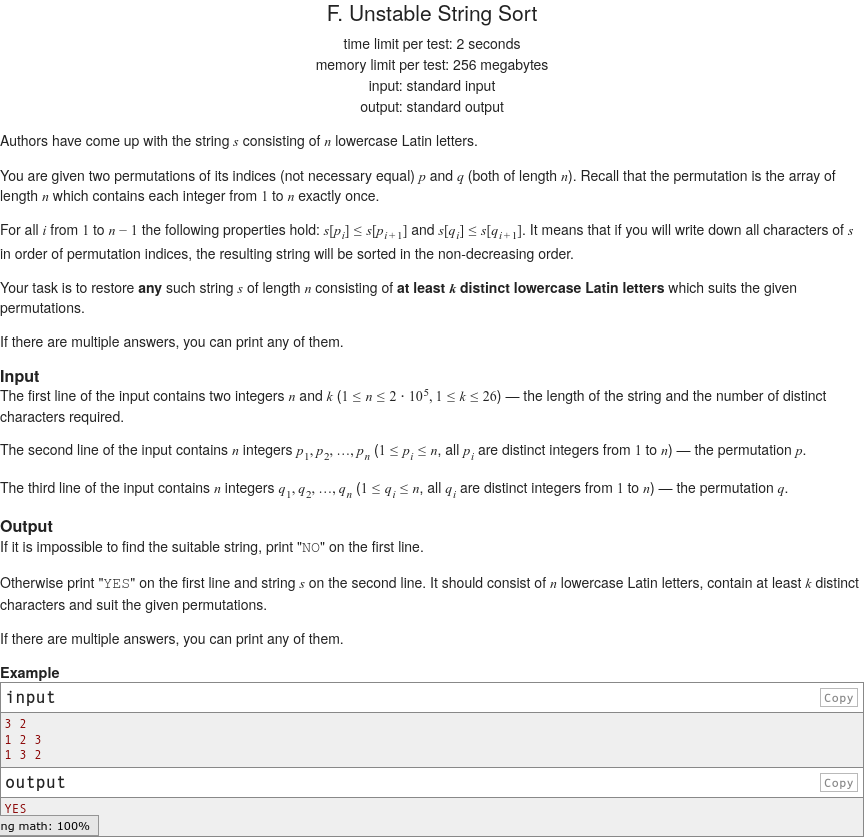 F. Unstable String Sort
time limit per test: 2 seconds
memory limit per test: 256 megabytes
input: standard input
output: standard output
Authors have come up with the string s consisting of n lowercase Latin letters.
You are given two permutations of its indices (not necessary equal) p and q (both of length n). Recall that the permutation is the array of
length n which contains each integer from 1 to n exactly once.
For all i from 1 to n − 1 the following properties hold: s[p_i] ≤ s[p_{i+1}] and s[q_i] ≤ s[q_{i+1}]. It means that if you will write down all characters of s
in order of permutation indices, the resulting string will be sorted in the non-decreasing order.
Your task is to restore any such string s of length n consisting of at least k distinct lowercase Latin letters which suits the given
permutations.
If there are multiple answers, you can print any of them.
Input
The first line of the input contains two integers n and k (1 ≤ n ≤ 2 · 10^5, 1 ≤ k ≤ 26) — the length of the string and the number of distinct
characters required.
The second line of the input contains n integers p_1, p_2, …, p_n (1 ≤ p_i ≤ n, all p_i are distinct integers from 1 to n) — the permutation p.
The third line of the input contains n integers q_1, q_2, …, q_n (1 ≤ q_i ≤ n, all q_i are distinct integers from 1 to n) — the permutation q.
Output
If it is impossible to find the suitable string, print "NO" on the first line.
Otherwise print "YES" on the first line and string s on the second line. It should consist of n lowercase Latin letters, contain at least k distinct
characters and suit the given permutations.
If there are multiple answers, you can print any of them.
Example
input
Copy
3 2
1 2 3
1 3 2
output
Copy
YES
ng math: 100%